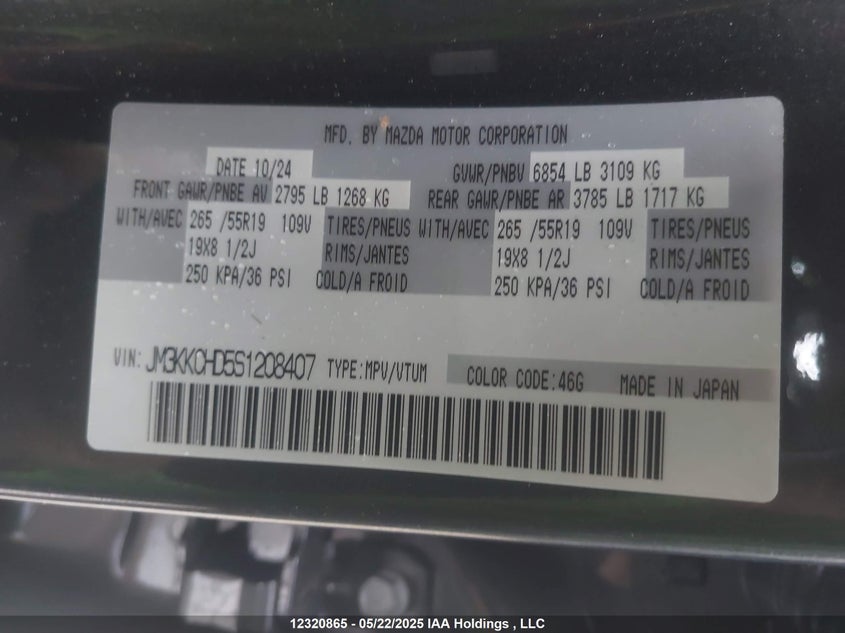 MFD. BY MAZDA MOTOR CORPORATION
DATE 10/24 GVWR/PNBV 6854 LB 3109 KG
FRONT GAWR/PNBE AV 2795 LB 1268 KG REAR GAWR/PNBE AR 3785 LB 1717 KG
WITH/AVEC 265 /55R19 109V TIRES/PNEUS WITH/AVEC 265 /55R19 109V TIRES/PNEUS
19X8 1/2J RIMS/JANTES 19X8 1/2J RIMS/JANTES
250 KPA/36 PSI COLD/A FROID 250 KPA/36 PSI COLD/A FROID
VIN: JM3KKCHD5S1208407 TYPE:MPV/VTUM COLOR CODE:46G MADE IN JAPAN
12320865 - 05/22/2025 IAA Holdings , LLC